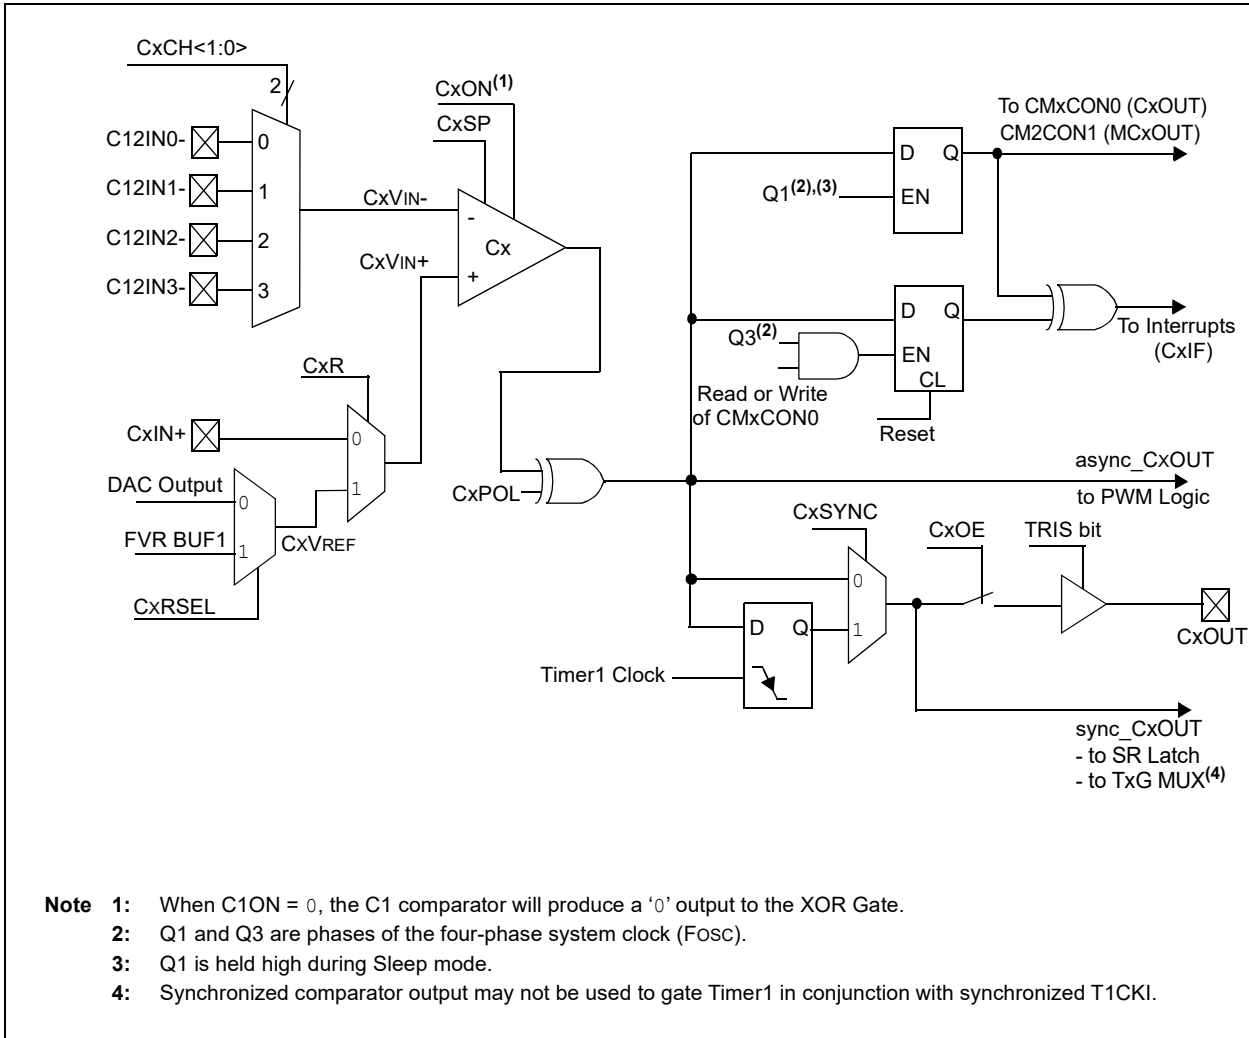 CxCH<1:0>
2
CxON(1)
CxSP
To CMxCON0 (CxOUT)
CM2CON1 (MCxOUT)
C12IN0-
0
C12IN1-
1
C12IN2-
2
C12IN3-
3
CxVIN-
-
Cx
CxVIN+
+
D Q
Q1(2),(3)
EN
D Q
Q3(2)
EN
CL
Read or Write
of CMxCON0
Reset
To Interrupts
(CxIF)
CxR
CxIN+
0
1
DAC Output
0
FVR BUF1
1
CxVREF
CxRSEL
CxPOL
async_CxOUT
to PWM Logic
CxSYNC
CxOE
TRIS bit
0
1
D Q
Timer1 Clock
CxOUT
sync_CxOUT
- to SR Latch
- to TxG MUX(4)
Note 1: When C1ON = 0, the C1 comparator will produce a ‘0’ output to the XOR Gate.
2: Q1 and Q3 are phases of the four-phase system clock (FOSC).
3: Q1 is held high during Sleep mode.
4: Synchronized comparator output may not be used to gate Timer1 in conjunction with synchronized T1CKI.